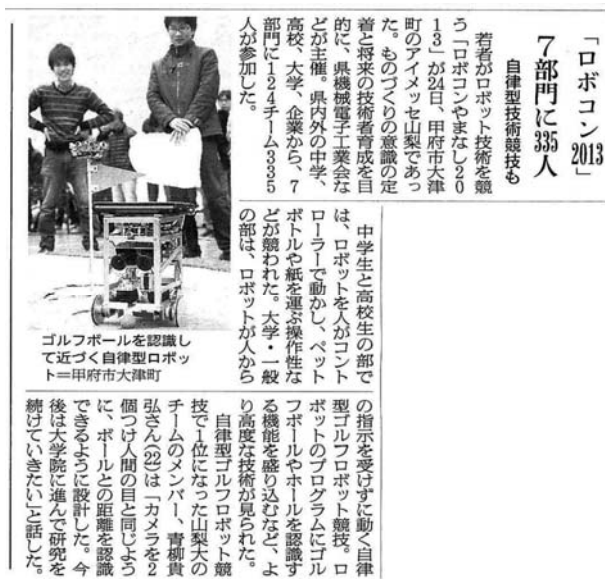 「ロボコン2013」
7部門に335人
自律型技術競技も
若者がロボット技術を競
う「ロボコンやまなし20
13」が24日、甲府市大津
町のアイメッセ山梨であっ
た。ものづくりの意識の定
着と将来の技術者育成を目
的に、県機械電子工業会な
どが主催。県内外の中学、
高校、大学、企業から、7
部門に124チーム335
人が参加した。
中学生と高校生の部で
は、ロボットを人がコント
ローラーで動かし、ペット
ボトルや紙を運ぶ操作性な
どが競われた。大学・一般
の部は、ロボットが人から
の指示を受けずに動く自律
型ゴルフロボット競技。ロ
ボットのプログラムにゴル
フボールやホールを認識す
る機能を盛り込むなど、よ
り高度な技術が見られた。
自律型ゴルフロボット競
技で1位になった山梨大の
チームのメンバー、青柳貴
弘さん(22)は「カメラを2
個つけ人間の目と同じよう
に、ボールとの距離を認識
できるように設計した。今
後は大学院に進んで研究を
続けていきたい」と話した。
ゴルフボールを認識し
て近づく自律型ロボッ
ト=甲府市大津町